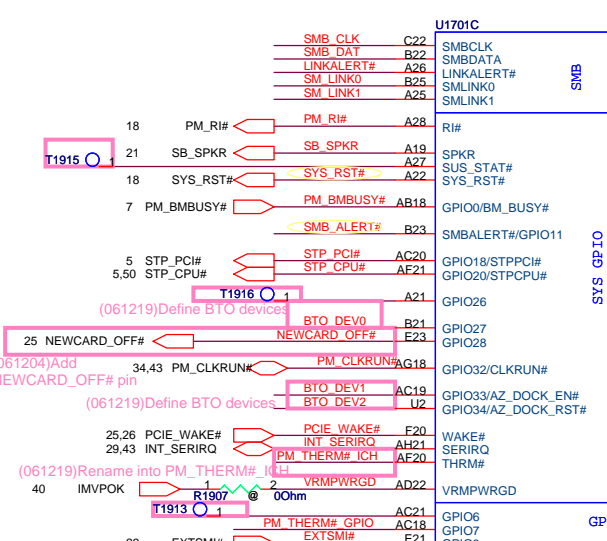 U1701C
SMB_CLK C22 SMBCLK
SMB_DAT B22 SMBDATA
LINKALERT# A26 LINKALERT#
SM_LINK0 B25 SMLINK0
SM_LINK1 A25 SMLINK1
SMB
18 PM_RI# PM_RI# A28 RI#
21 SB_SPKR SB_SPKR A19 SPKR
T1915 1 A27 SUS_STAT#
18 SYS_RST# SYS_RST# A22 SYS_RST#
7 PM_BMBUSY# PM_BMBUSY# AB18 GPIO0/BM_BUSY#
SMB_ALERT# B23 SMBALERT#/GPIO11
SYS GPIO
5 STP_PCI# STP_PCI# AC20 GPIO18/STPPCI#
5,50 STP_CPU# STP_CPU# AF21 GPIO20/STPCPU#
T1916 1 A21 GPIO26
(061219)Define BTO devices
BTO_DEV0 B21 GPIO27
25 NEWCARD_OFF# NEWCARD_OFF# E23 GPIO28
061204)Add
NEWCARD_OFF# pin
34,43 PM_CLKRUN# PM_CLKRUN# AG18 GPIO32/CLKRUN#
BTO_DEV1 AC19 GPIO33/AZ_DOCK_EN#
(061219)Define BTO devices BTO_DEV2 U2 GPIO34/AZ_DOCK_RST#
25,26 PCIE_WAKE# PCIE_WAKE# F20 WAKE#
29,43 INT_SERIRQ INT_SERIRQ AH21 SERIRQ
PM_THERM#_ICH AF20 THRM#
(061219)Rename into PM_THERM#_ICH
40 IMVPOK 1 2 VRMPWRGD AD22 VRMPWRGD
R1907 @ 0Ohm
T1913 1 AC21 GPIO6
PM_THERM#_GPIO AC18 GPIO7
GP
EXTSMI# EXTSMI# E21